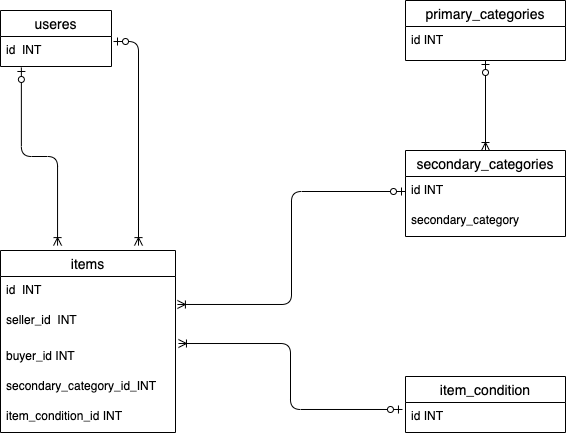 useres
id INT
primary_categories
id INT
secondary_categories
id INT
secondary_category
items
id INT
seller_id INT
buyer_id INT
secondary_category_id_INT
item_condition_id INT
item_condition
id INT